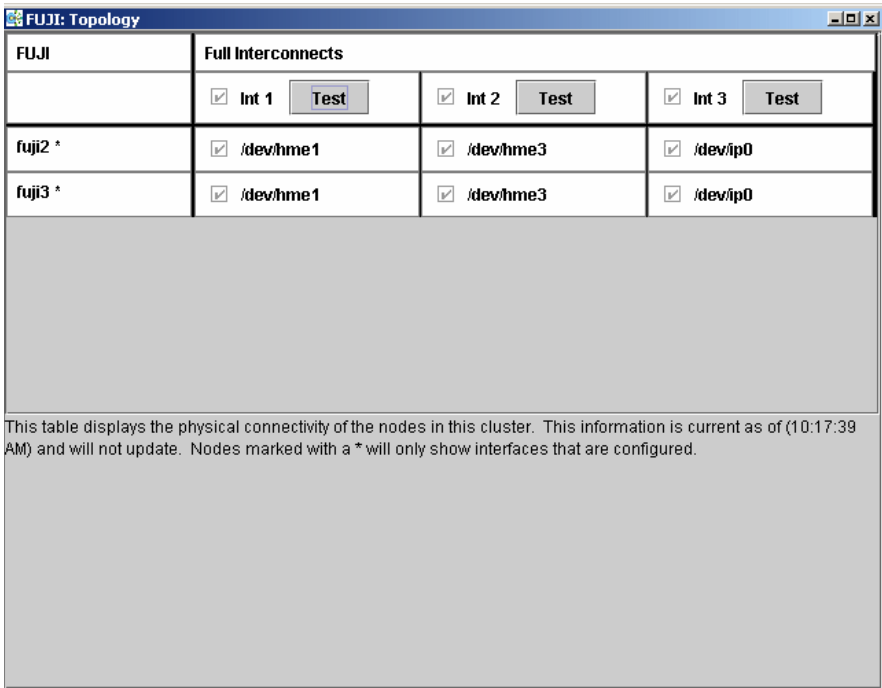 FUJI: Topology
FUJI Full Interconnects
Int 1 Test Int 2 Test Int 3 Test
fuji2 * /dev/hme1 /dev/hme3 /dev/ip0
fuji3 * /dev/hme1 /dev/hme3 /dev/ip0
This table displays the physical connectivity of the nodes in this cluster. This information is current as of (10:17:39
AM) and will not update. Nodes marked with a * will only show interfaces that are configured.